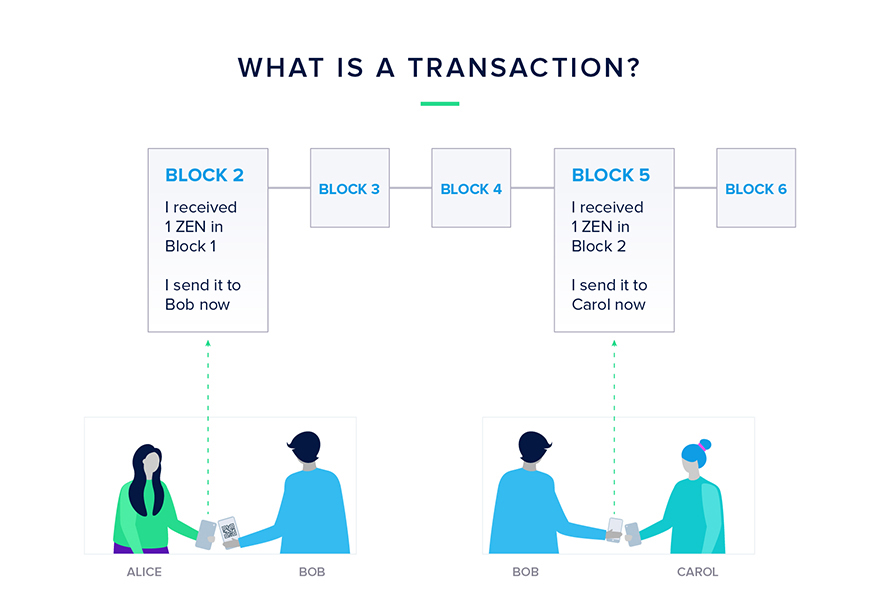 WHAT IS A TRANSACTION?
BLOCK 2
I received
1 ZEN in
Block 1
I send it to
Bob now
BLOCK 3
BLOCK 4
BLOCK 5
I received
1 ZEN in
Block 2
I send it to
Carol now
BLOCK 6
ALICE
BOB
BOB
CAROL